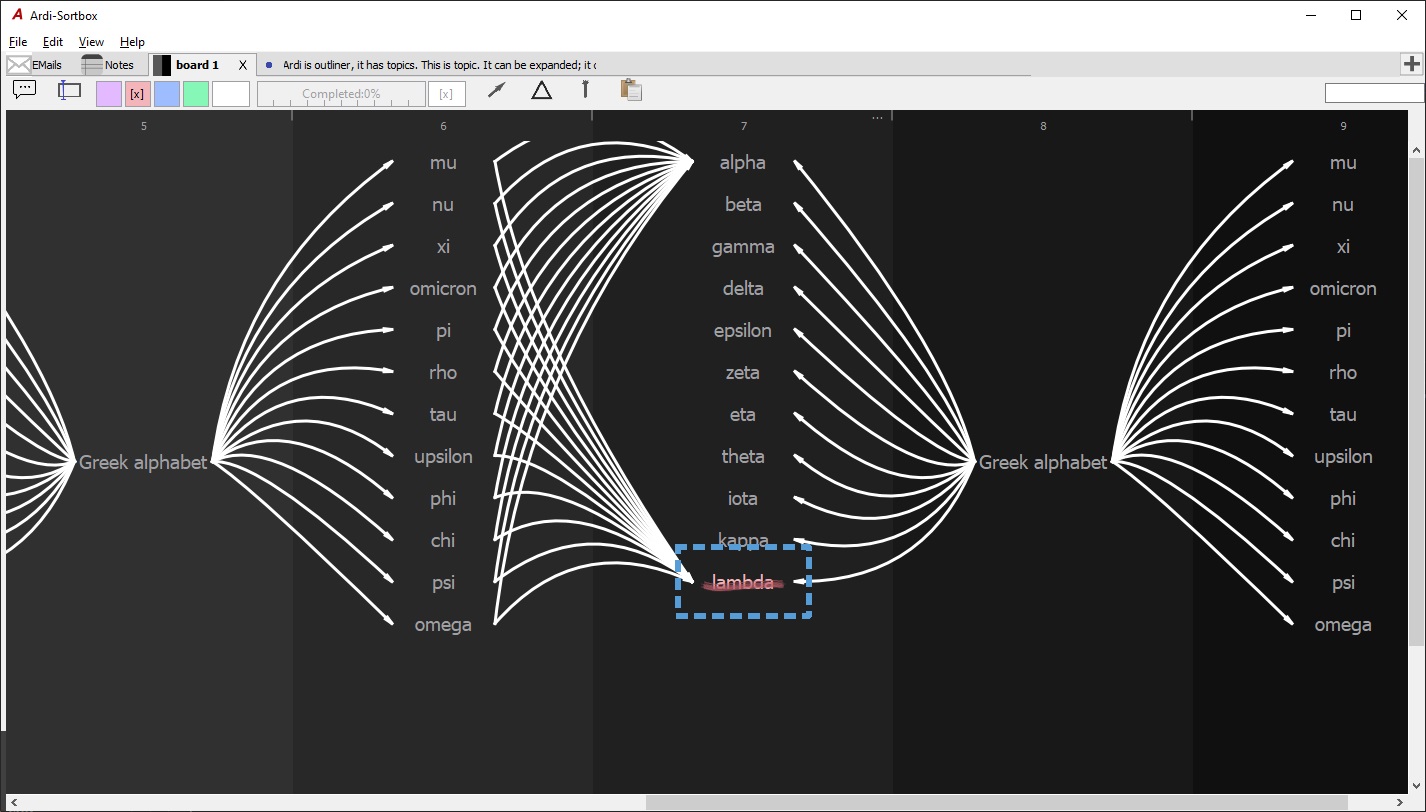 Ardi-Sortbox
File Edit View Help
EMails Notes board 1 X Ardi is outliner, it has topics. This is topic. It can be expanded; it c
[x] Completed:0% [x]
...
5 6 7 8 9
mu alpha mu
nu beta nu
xi gamma xi
omicron delta omicron
pi epsilon pi
rho zeta rho
tau eta tau
upsilon theta upsilon
Greek alphabet Greek alphabet
phi iota phi
chi kappa chi
psi lambda psi
omega omega